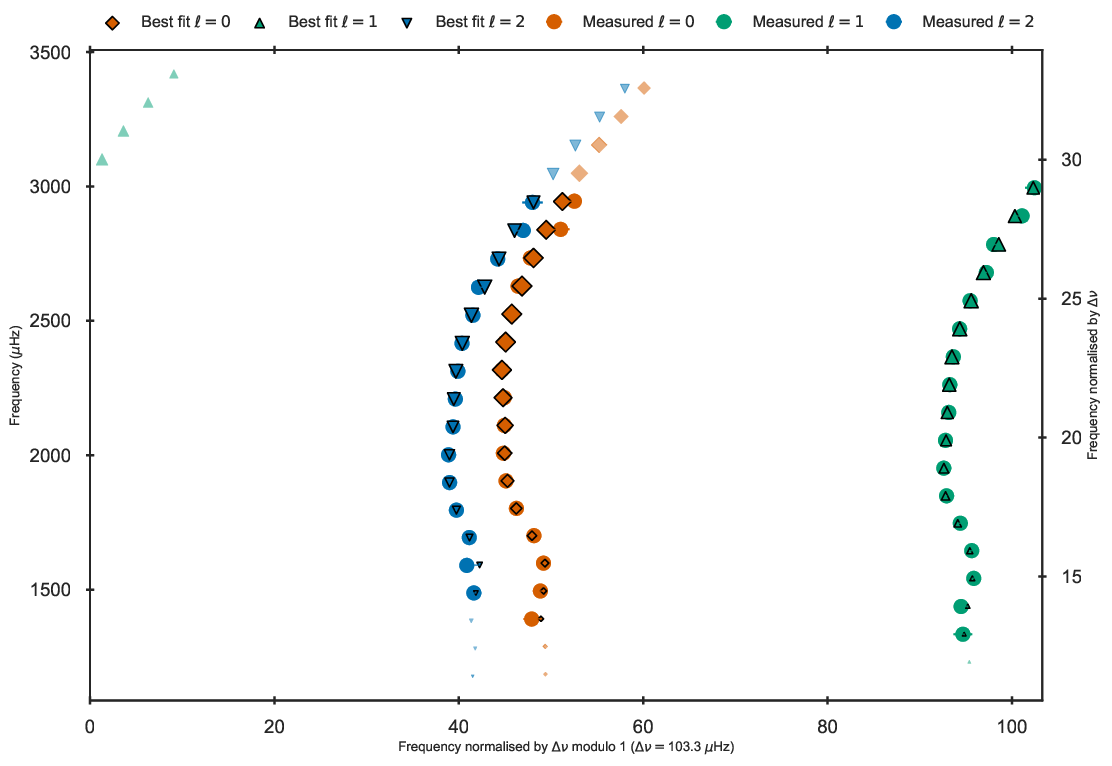 Best fit ℓ = 0 Best fit ℓ = 1 Best fit ℓ = 2 Measured ℓ = 0 Measured ℓ = 1 Measured ℓ = 2
3500
3000
2500
2000
1500
Frequency (μHz)
30
25
20
15
Frequency normalised by Δν
0 20 40 60 80 100
Frequency normalised by Δν modulo 1 (Δν = 103.3 μHz)